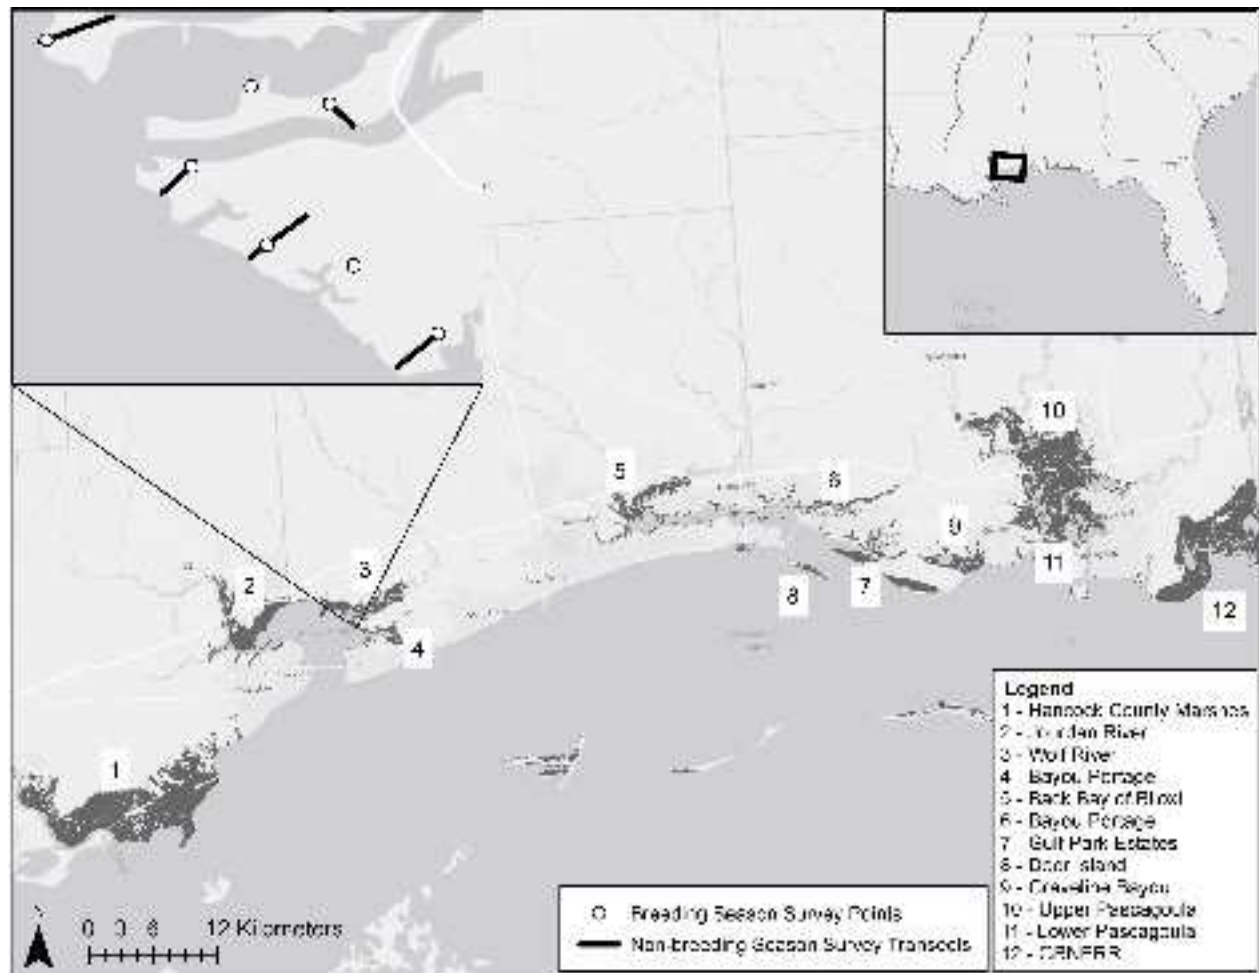 10
5
6
9
3
2
7
11
8
12
4
1
Legend
1 - Hancock County Marshes
2 - Jourdan River
3 - Wolf River
4 - Bayou Portage
5 - Back Bay of Biloxi
6 - Bayou Portage
7 - Gulf Park Estates
8 - Deer Island
9 - Graveline Bayou
10 - Upper Pascagoula
11 - Lower Pascagoula
12 - GBNERR
N
0 3 6 12 Kilometers
Breeding Season Survey Points
Non-breeding Season Survey Transects